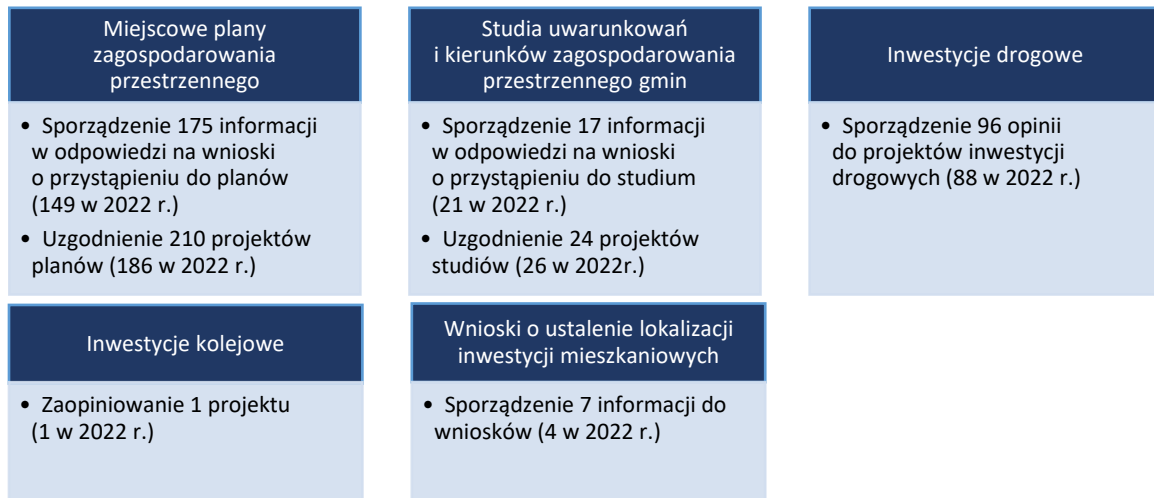 Miejscowe plany
zagospodarowania
przestrzennego
• Sporządzenie 175 informacji
w odpowiedzi na wnioski
o przystąpieniu do planów
(149 w 2022 r.)
• Uzgodnienie 210 projektów
planów (186 w 2022 r.)
Studia uwarunkowań
i kierunków zagospodarowania
przestrzennego gmin
• Sporządzenie 17 informacji
w odpowiedzi na wnioski
o przystąpieniu do studium
(21 w 2022 r.)
• Uzgodnienie 24 projektów
studiów (26 w 2022r.)
Inwestycje drogowe
• Sporządzenie 96 opinii
do projektów inwestycji
drogowych (88 w 2022 r.)
Inwestycje kolejowe
• Zaopiniowanie 1 projektu
(1 w 2022 r.)
Wnioski o ustalenie lokalizacji
inwestycji mieszkaniowych
• Sporządzenie 7 informacji do
wniosków (4 w 2022 r.)